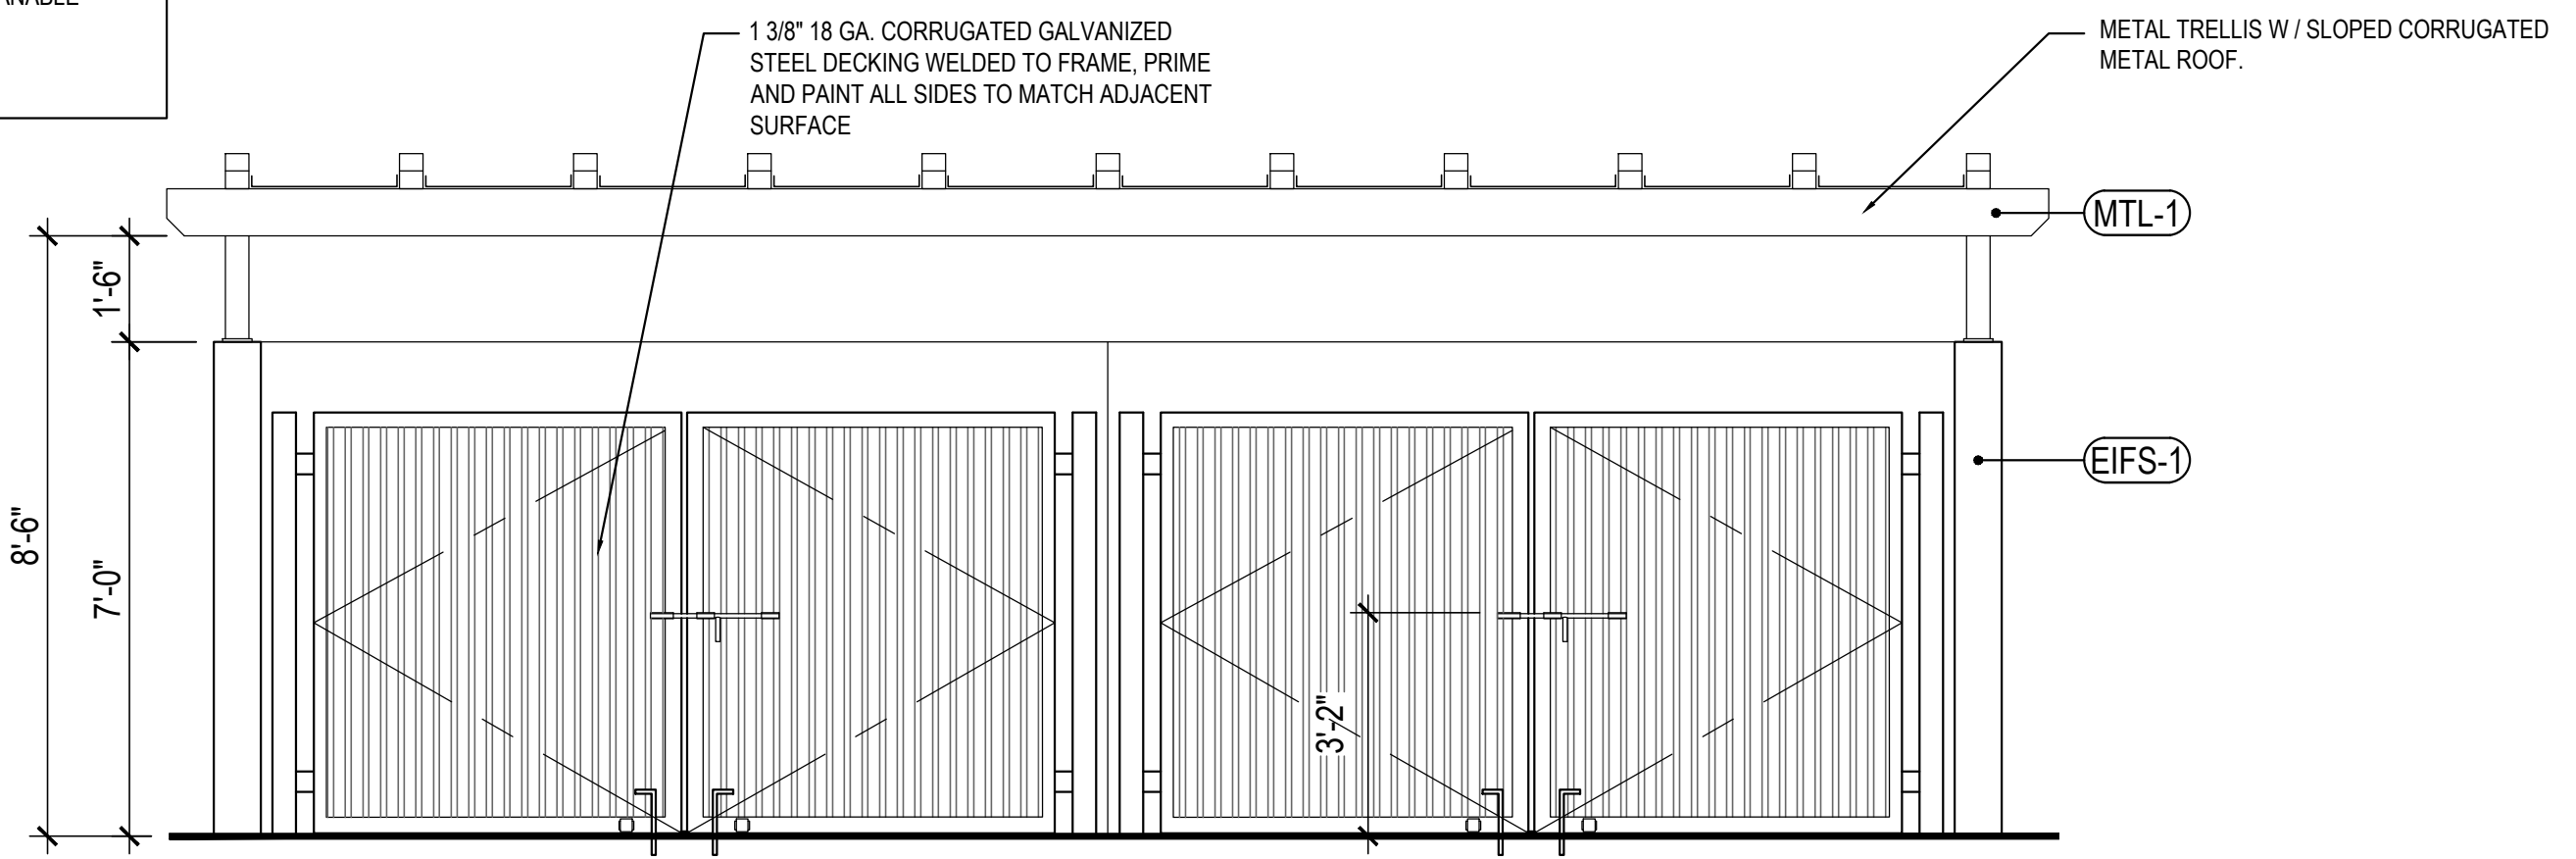 1 3/8" 18 GA. CORRUGATED GALVANIZED
STEEL DECKING WELDED TO FRAME, PRIME
AND PAINT ALL SIDES TO MATCH ADJACENT
SURFACE
METAL TRELLIS W / SLOPED CORRUGATED
METAL ROOF.
MTL-1
EIFS-1
1'-6"
8'-6"
7'-0"
3'-2"